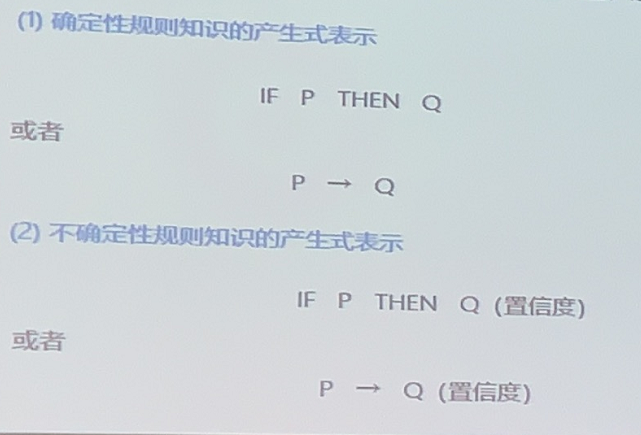 (1) 确定性规则知识的产生式表示
IF P THEN Q
或者
P → Q
(2) 不确定性规则知识的产生式表示
IF P THEN Q (置信度)
或者
P → Q (置信度)